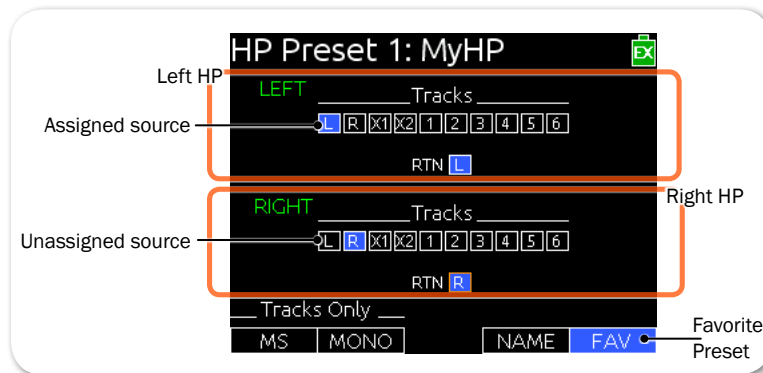 HP Preset 1: MyHP
EX
Left HP
LEFT
Tracks
Assigned source
L R X1 X2 1 2 3 4 5 6
RTN L
Right HP
RIGHT
Tracks
Unassigned source
L R X1 X2 1 2 3 4 5 6
RTN R
Tracks Only
MS MONO NAME FAV
Favorite
Preset